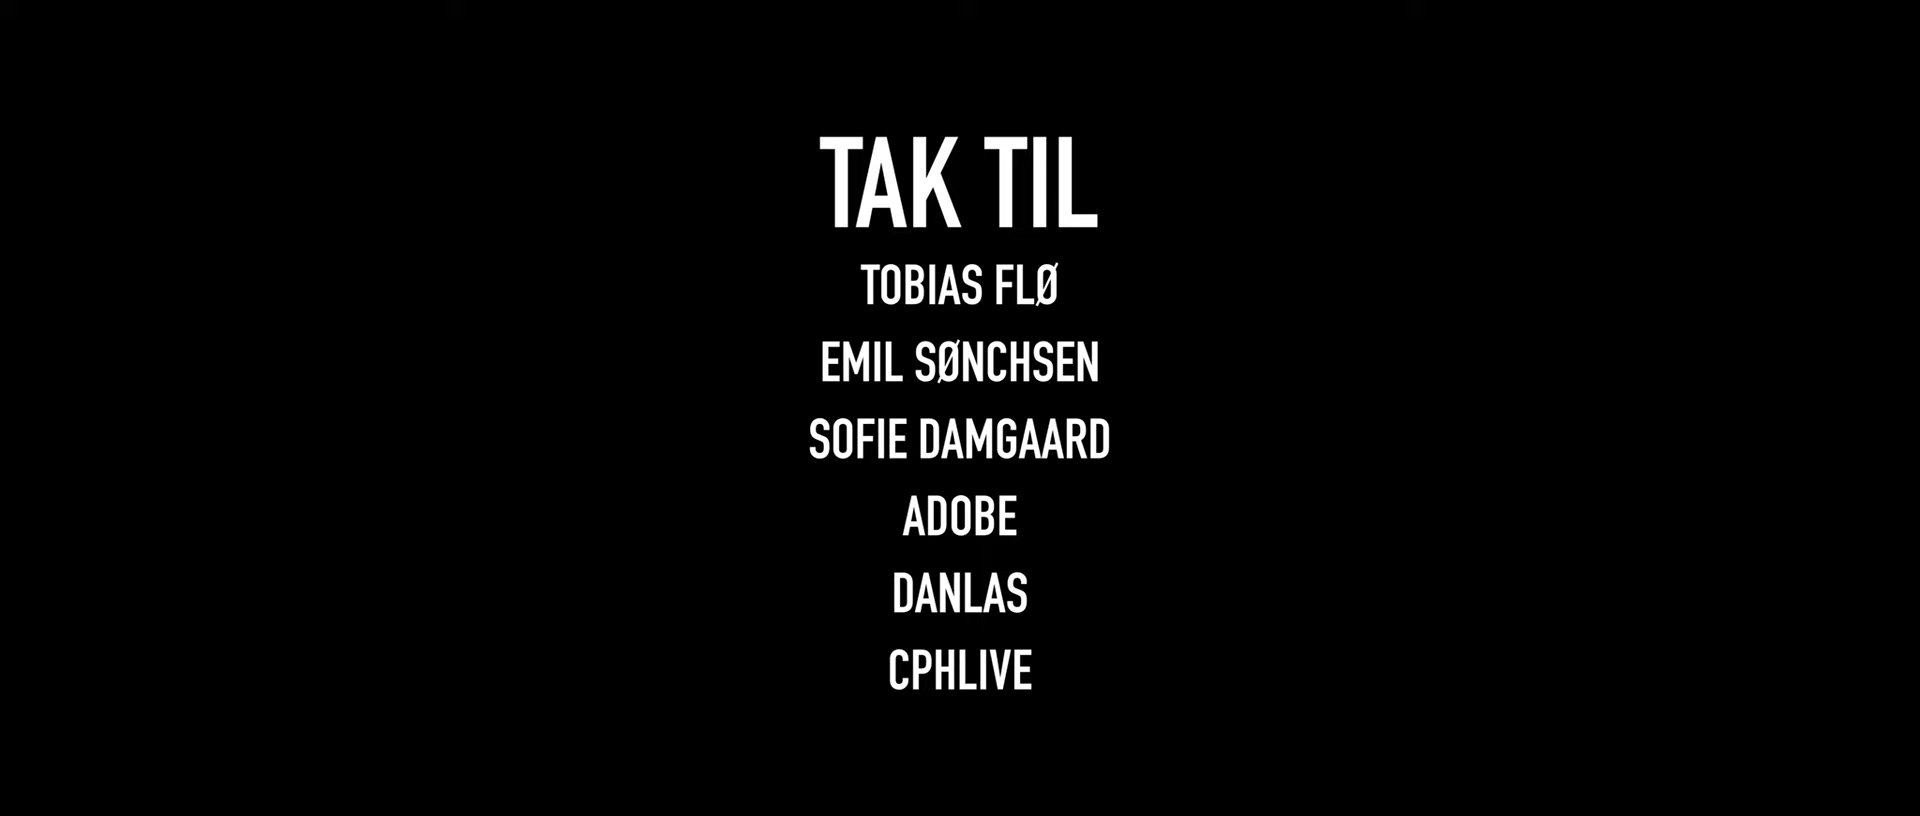 TAK TIL
TOBIAS FLØ
EMIL SØNCHSEN
SOFIE DAMGAARD
ADOBE
DANLAS
CPHLIVE